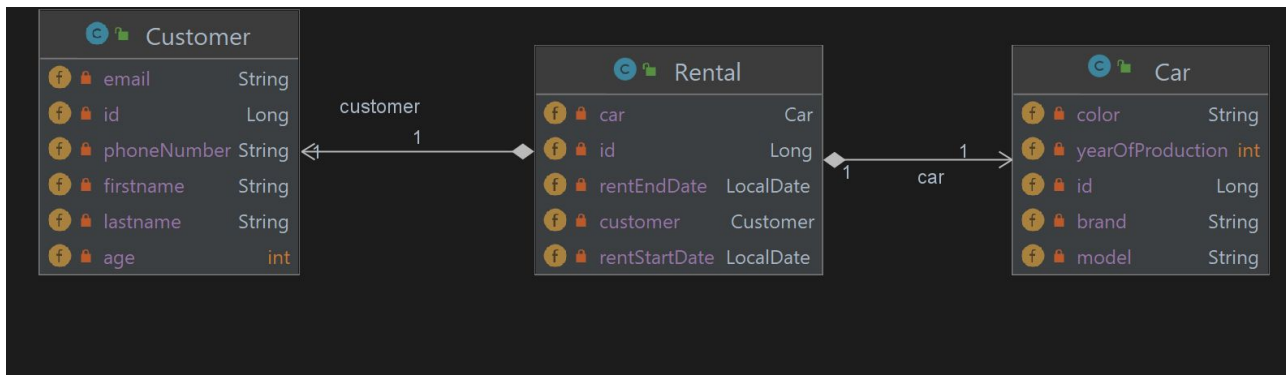 Customer
email String
id Long
phoneNumber String
firstname String
lastname String
age int
customer
1
1
Rental
car Car
id Long
rentEndDate LocalDate
customer Customer
rentStartDate LocalDate
1
1
car
Car
color String
yearOfProduction int
id Long
brand String
model String